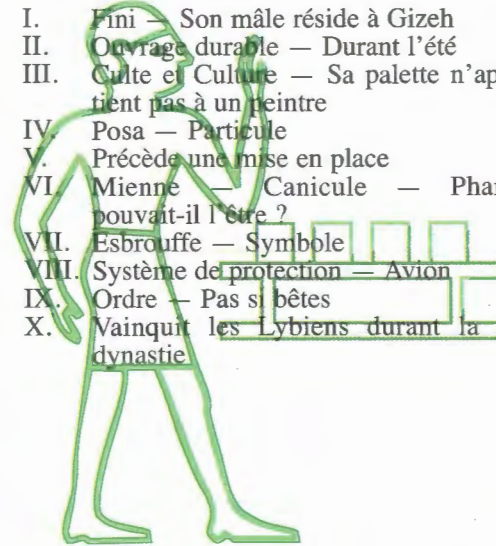 I. Fini — Son mâle réside à Gizeh
II. Ouvrage durable — Durant l'été
III. Culte et Culture — Sa palette n'ap
tient pas à un peintre
IV. Posa — Particule
V. Précède une mise en place
VI. Mienne — Canicule — Phar
pouvait-il l'être ?
VII. Esbrouffe — Symbole
VIII. Système de protection — Avion
IX. Ordre — Pas si bêtes
X. Vainquit les Lybiens durant la
dynastie